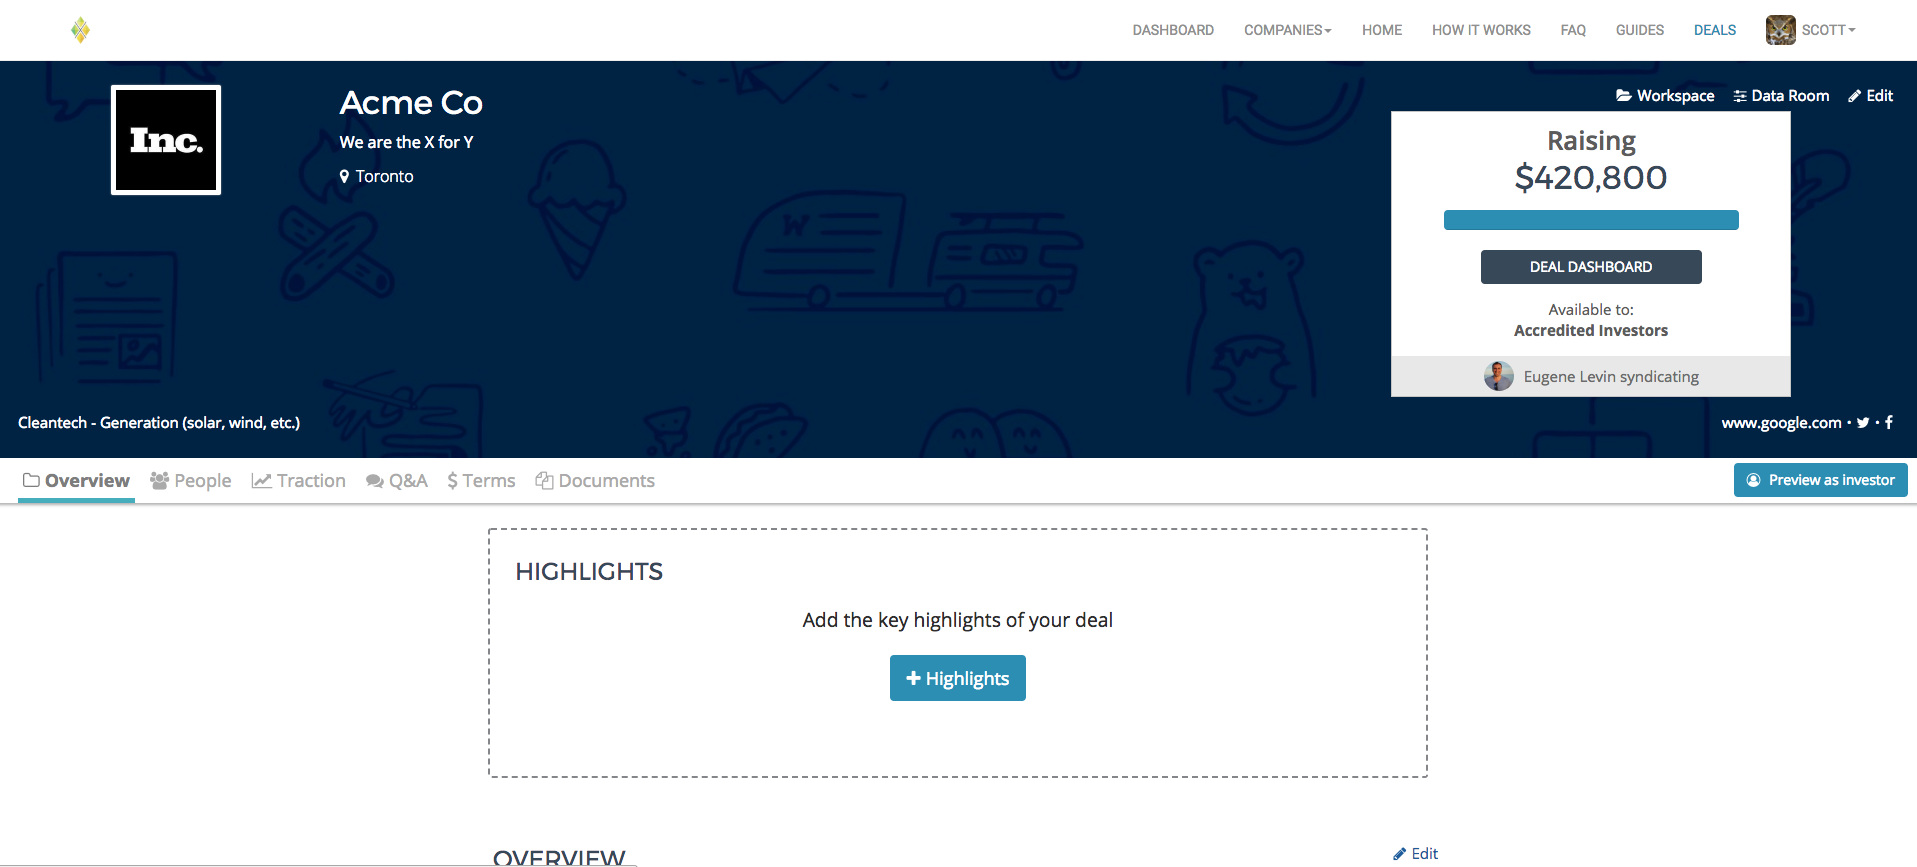 DASHBOARD COMPANIES HOME HOW IT WORKS FAQ GUIDES DEALS SCOTT
Inc.
Acme Co
We are the X for Y
Toronto
Workspace Data Room Edit
Raising
$420,800
DEAL DASHBOARD
Available to:
Accredited Investors
Eugene Levin syndicating
W
Cleantech - Generation (solar, wind, etc.)
www.google.com • •
Overview People Traction Q&A $ Terms Documents
Preview as investor
HIGHLIGHTS
Add the key highlights of your deal
+ Highlights
OVERVIEW
Edit